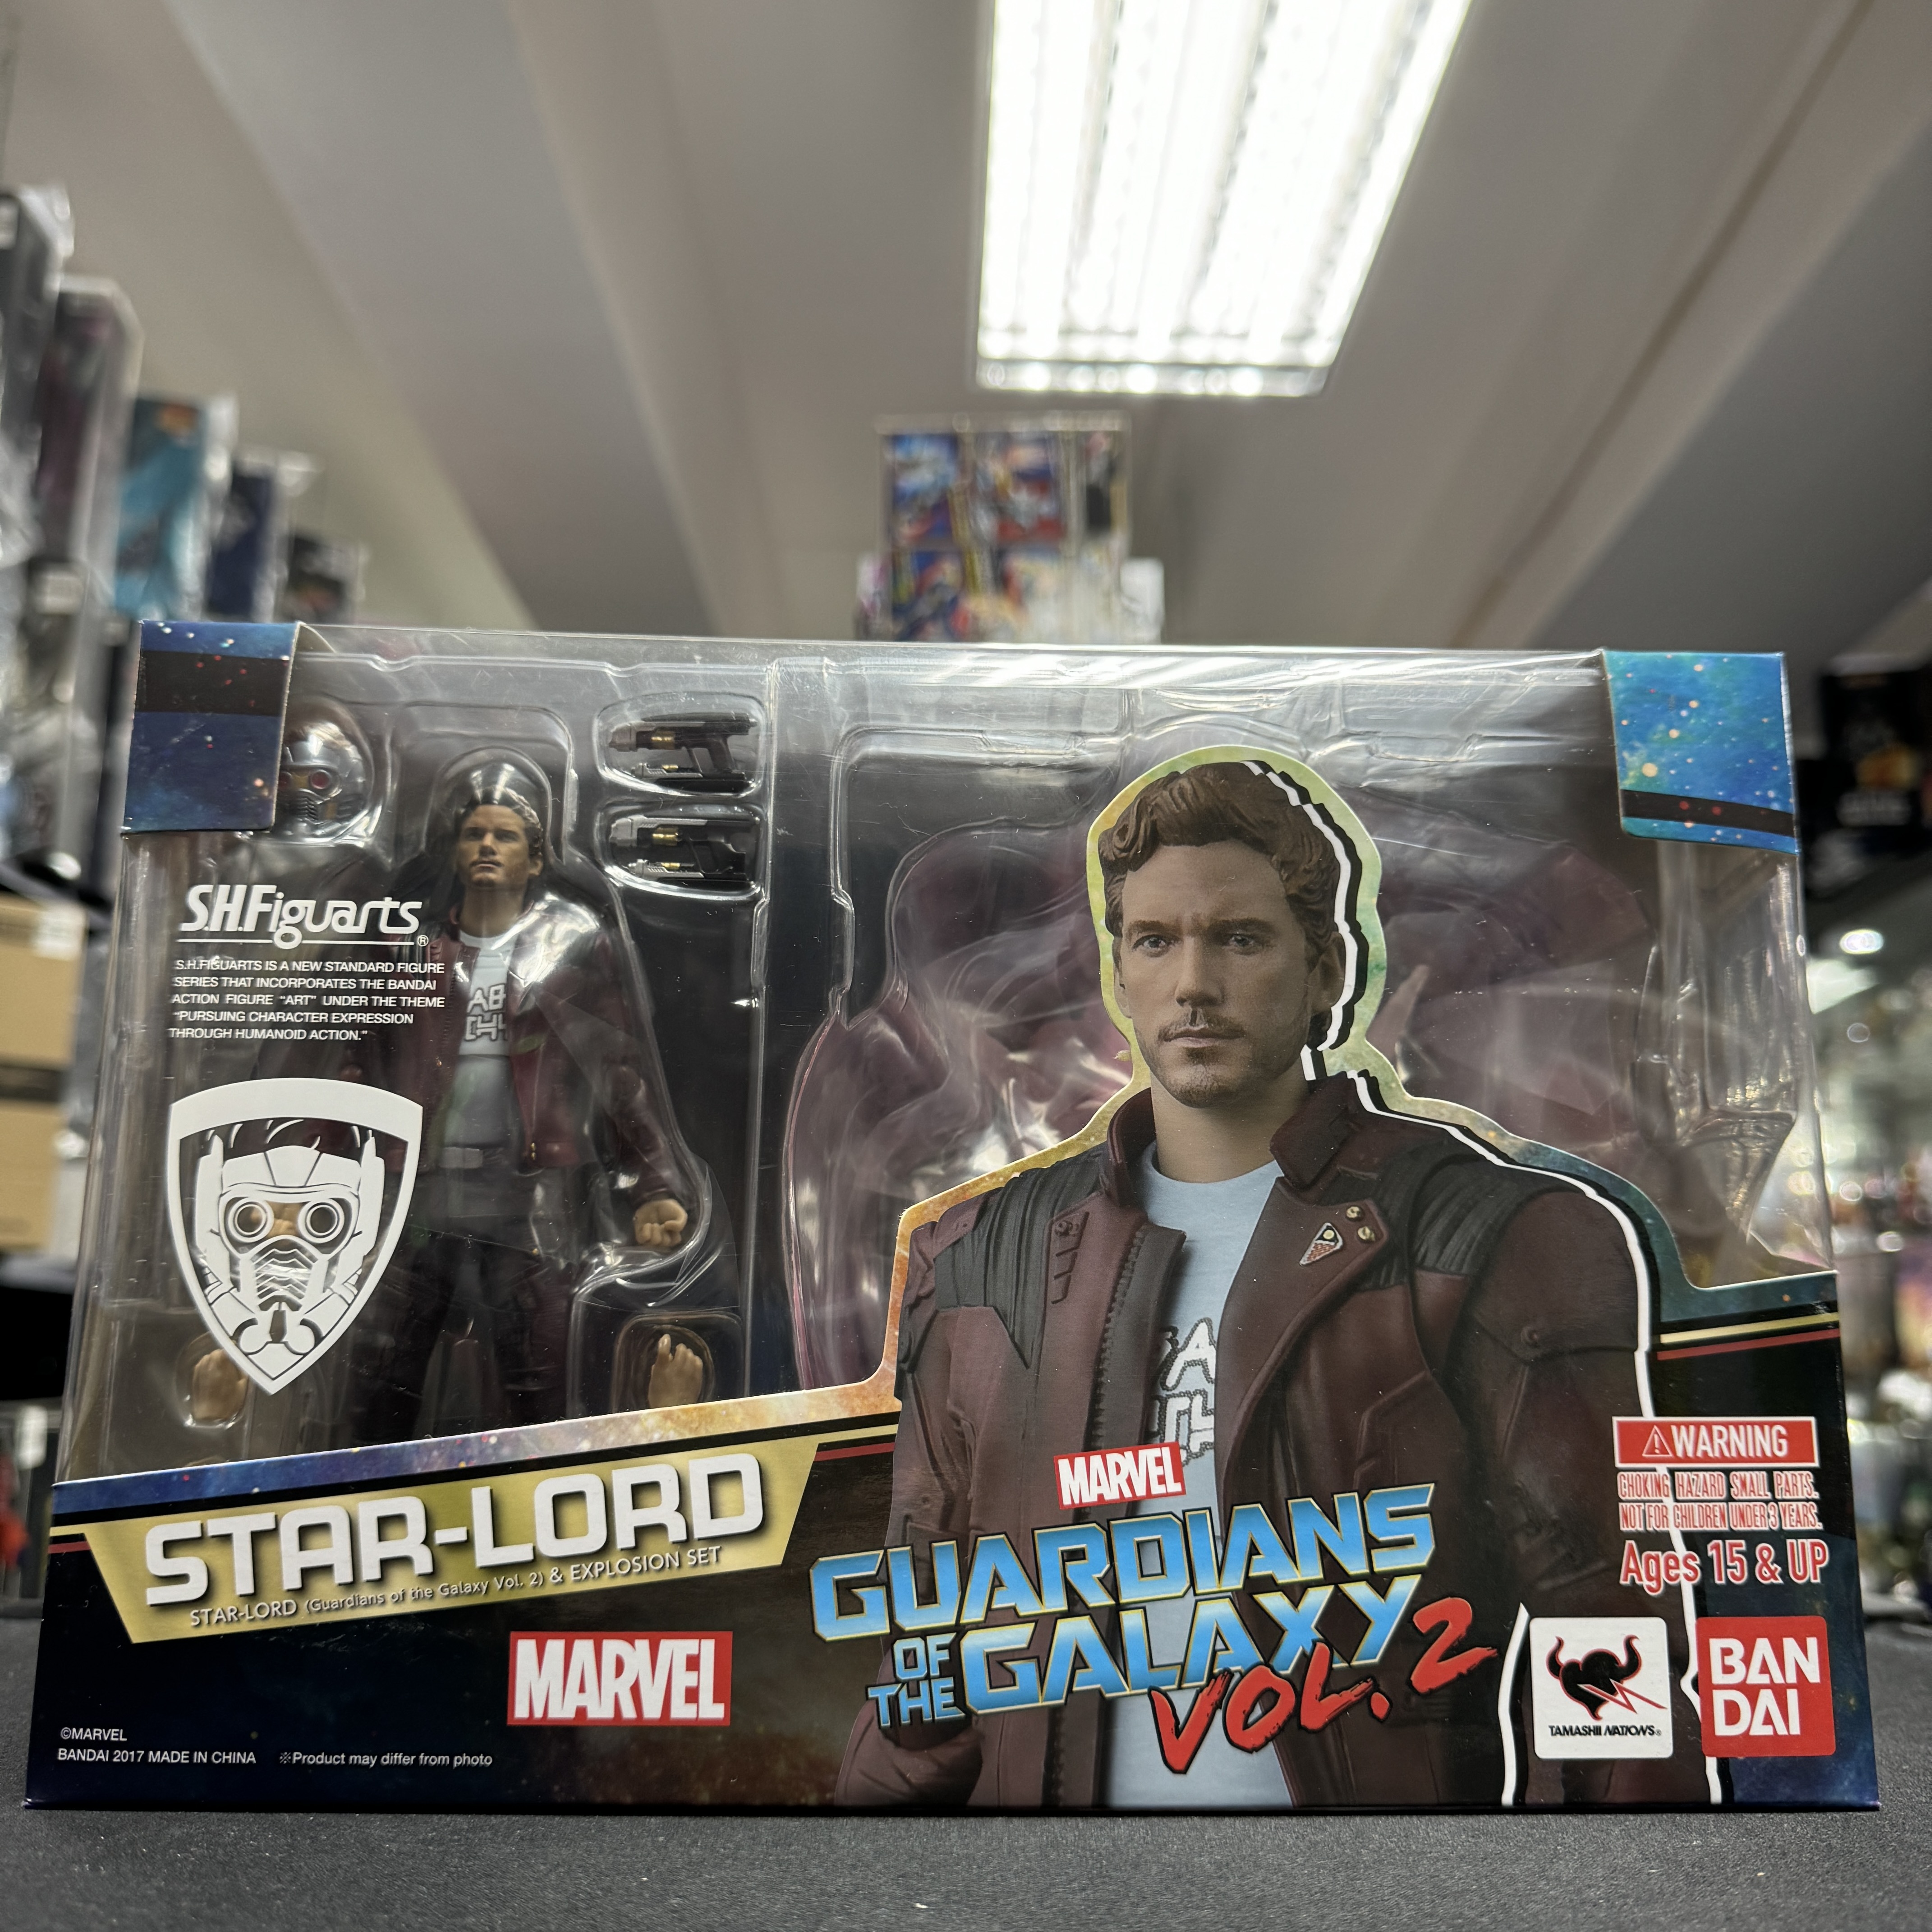 S.H.Figuarts®
S.H.FIGUARTS IS A NEW STANDARD FIGURE
SERIES THAT INCORPORATES THE BANDAI
ACTION FIGURE "ART" UNDER THE THEME
"PURSUING CHARACTER EXPRESSION
THROUGH HUMANOID ACTION."
STAR-LORD
STAR-LORD (Guardians of the Galaxy Vol. 2) & EXPLOSION SET
MARVEL
©MARVEL
BANDAI 2017 MADE IN CHINA ※Product may differ from photo
MARVEL
GUARDIANS
OF THE GALAXY
VOL. 2
⚠WARNING
CHOKING HAZARD SMALL PARTS.
NOT FOR CHILDREN UNDER 3 YEARS.
Ages 15 & UP
TAMASHII NATIONS®
BAN
DAI